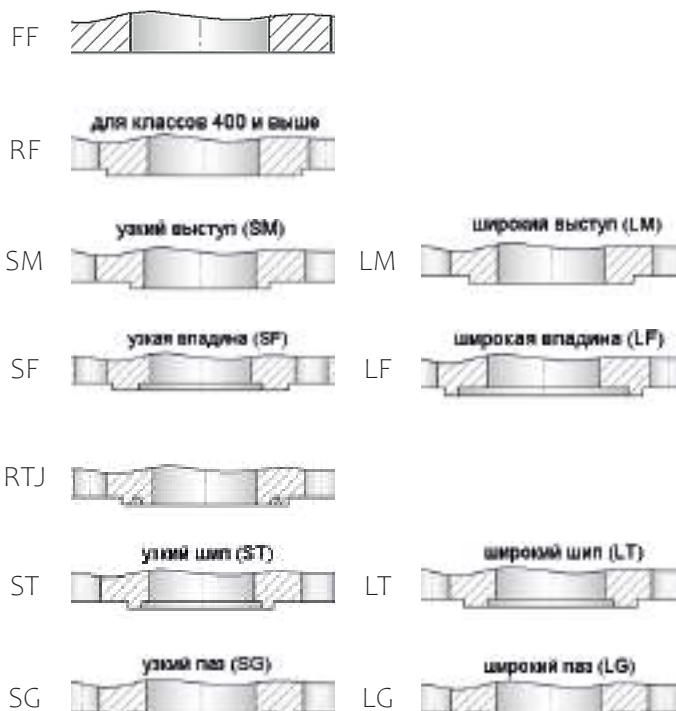 FF
для классов 400 и выше
RF
узкий выступ (SM)
широкий выступ (LM)
SM
LM
узкая впадина (SF)
широкая впадина (LF)
SF
LF
RTJ
узкий шип (ST)
широкий шип (LT)
ST
LT
узкий паз (SG)
широкий паз (LG)
SG
LG